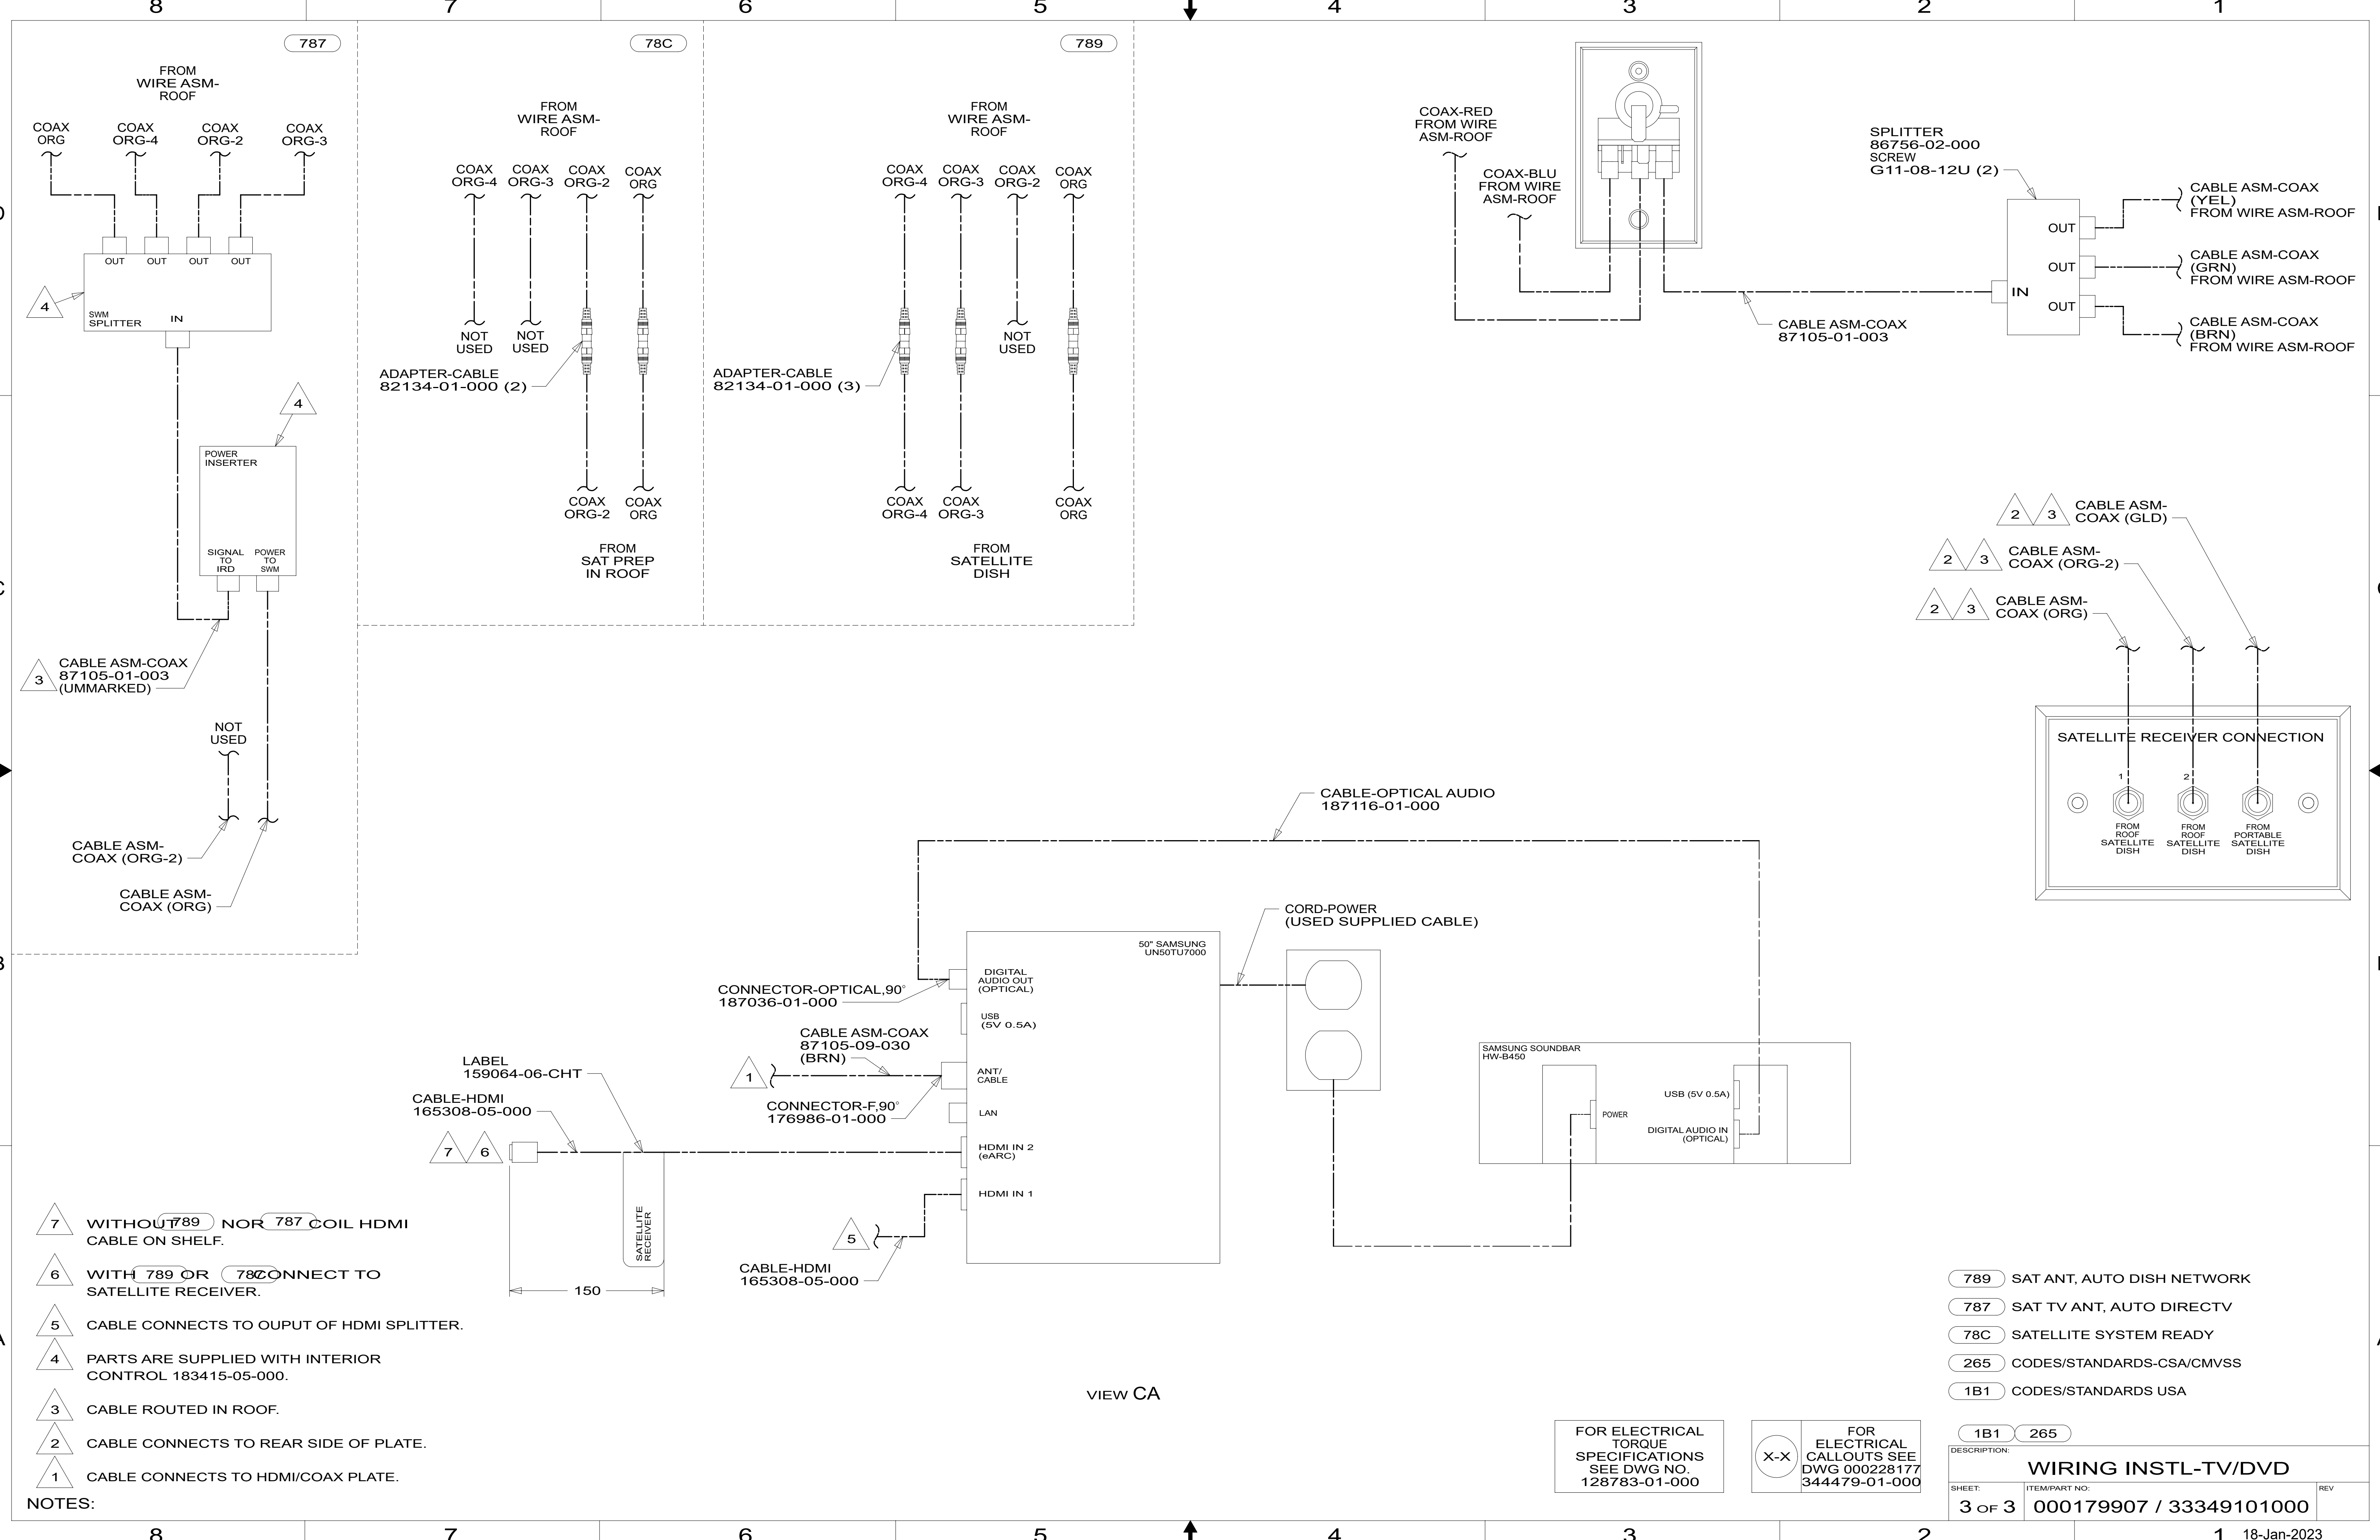 8 7 6 5 4 3 2 1
787
FROM
WIRE ASM-
ROOF
COAX
ORG
COAX
ORG-4
COAX
ORG-2
COAX
ORG-3
OUT OUT OUT OUT
4
SWM
SPLITTER
IN
4
POWER
INSERTER
SIGNAL
TO
IRD
POWER
TO
SWM
3
CABLE ASM-COAX
87105-01-003
(UMMARKED)
NOT
USED
CABLE ASM-
COAX (ORG-2)
CABLE ASM-
COAX (ORG)
78C
FROM
WIRE ASM-
ROOF
COAX
ORG-4
COAX
ORG-3
COAX
ORG-2
COAX
ORG
NOT
USED
NOT
USED
ADAPTER-CABLE
82134-01-000 (2)
COAX
ORG-2
COAX
ORG
FROM
SAT PREP
IN ROOF
789
FROM
WIRE ASM-
ROOF
COAX
ORG-4
COAX
ORG-3
COAX
ORG-2
COAX
ORG
NOT
USED
ADAPTER-CABLE
82134-01-000 (3)
COAX
ORG-4
COAX
ORG-3
COAX
ORG
FROM
SATELLITE
DISH
COAX-RED
FROM WIRE
ASM-ROOF
COAX-BLU
FROM WIRE
ASM-ROOF
SPLITTER
86756-02-000
SCREW
G11-08-12U (2)
OUT
OUT
OUT
IN
CABLE ASM-COAX
(YEL)
FROM WIRE ASM-ROOF
CABLE ASM-COAX
(GRN)
FROM WIRE ASM-ROOF
CABLE ASM-COAX
(BRN)
FROM WIRE ASM-ROOF
CABLE ASM-COAX
87105-01-003
2 3
CABLE ASM-
COAX (GLD)
2 3
CABLE ASM-
COAX (ORG-2)
2 3
CABLE ASM-
COAX (ORG)
SATELLITE RECEIVER CONNECTION
1 2
FROM
ROOF
SATELLITE
DISH
FROM
ROOF
SATELLITE
DISH
FROM
PORTABLE
SATELLITE
DISH
CABLE-OPTICAL AUDIO
187116-01-000
CORD-POWER
(USED SUPPLIED CABLE)
50" SAMSUNG
UN50TU7000
DIGITAL
AUDIO OUT
(OPTICAL)
USB
(5V 0.5A)
ANT/
CABLE
LAN
HDMI IN 2
(eARC)
HDMI IN 1
CONNECTOR-OPTICAL,90°
187036-01-000
CABLE ASM-COAX
87105-09-030
(BRN)
1
CONNECTOR-F,90°
176986-01-000
LABEL
159064-06-CHT
CABLE-HDMI
165308-05-000
7 6
SATELLITE
RECEIVER
150
5
CABLE-HDMI
165308-05-000
SAMSUNG SOUNDBAR
HW-B450
POWER
USB (5V 0.5A)
DIGITAL AUDIO IN
(OPTICAL)
7 WITHOUT 789 NOR 787 COIL HDMI
CABLE ON SHELF.
6 WITH 789 OR 787 CONNECT TO
SATELLITE RECEIVER.
5 CABLE CONNECTS TO OUPUT OF HDMI SPLITTER.
4 PARTS ARE SUPPLIED WITH INTERIOR
CONTROL 183415-05-000.
3 CABLE ROUTED IN ROOF.
2 CABLE CONNECTS TO REAR SIDE OF PLATE.
1 CABLE CONNECTS TO HDMI/COAX PLATE.
NOTES:
VIEW CA
789 SAT ANT, AUTO DISH NETWORK
787 SAT TV ANT, AUTO DIRECTV
78C SATELLITE SYSTEM READY
265 CODES/STANDARDS-CSA/CMVSS
1B1 CODES/STANDARDS USA
FOR ELECTRICAL
TORQUE
SPECIFICATIONS
SEE DWG NO.
128783-01-000
X-X
FOR
ELECTRICAL
CALLOUTS SEE
DWG 000228177
344479-01-000
1B1 265
DESCRIPTION:
WIRING INSTL-TV/DVD
SHEET:
3 OF 3
ITEM/PART NO:
000179907 / 33349101000
REV
8 7 6 5 4 3 2 1
18-Jan-2023